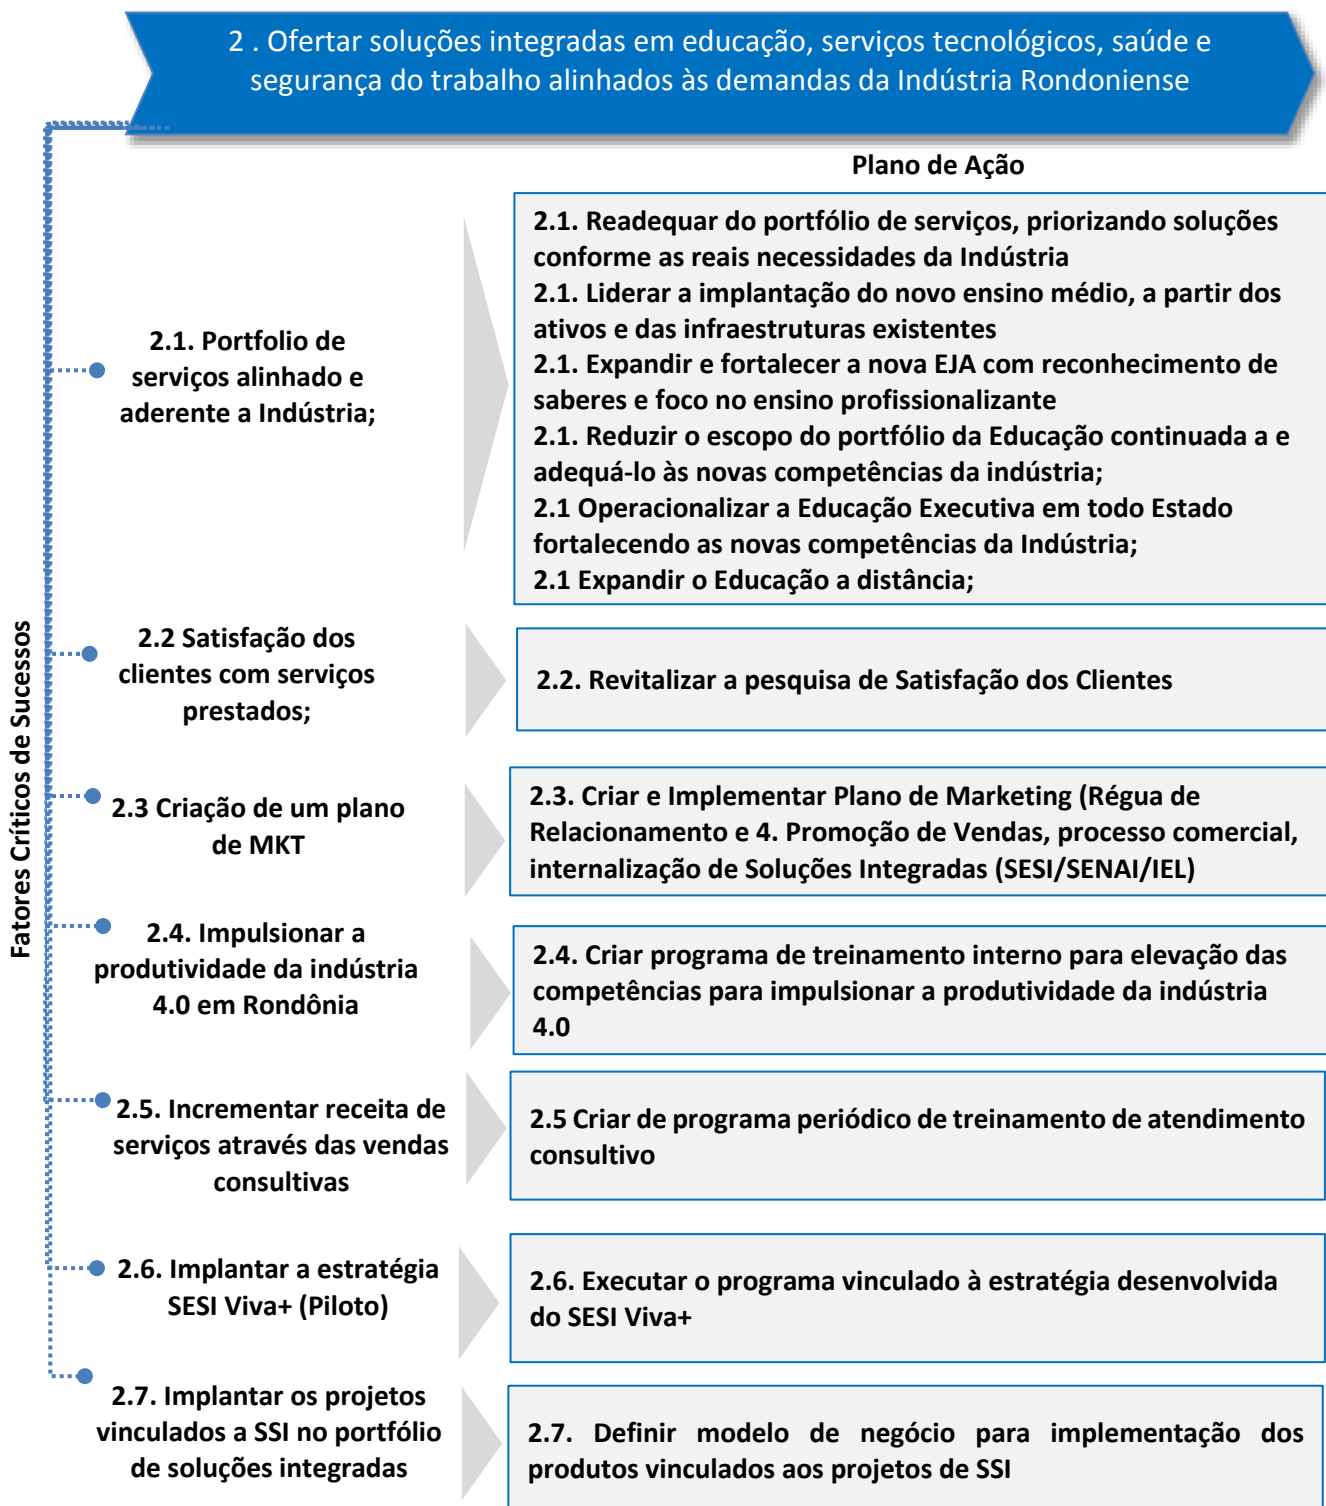 2 . Ofertar soluções integradas em educação, serviços tecnológicos, saúde e
segurança do trabalho alinhados às demandas da Indústria Rondoniense
Plano de Ação
Fatores Críticos de Sucessos
2.1. Portfolio de
serviços alinhado e
aderente a Indústria;
2.1. Readequar do portfólio de serviços, priorizando soluções
conforme as reais necessidades da Indústria
2.1. Liderar a implantação do novo ensino médio, a partir dos
ativos e das infraestruturas existentes
2.1. Expandir e fortalecer a nova EJA com reconhecimento de
saberes e foco no ensino profissionalizante
2.1. Reduzir o escopo do portfólio da Educação continuada a e
adequá-lo às novas competências da indústria;
2.1 Operacionalizar a Educação Executiva em todo Estado
fortalecendo as novas competências da Indústria;
2.1 Expandir o Educação a distância;
2.2 Satisfação dos
clientes com serviços
prestados;
2.2. Revitalizar a pesquisa de Satisfação dos Clientes
2.3 Criação de um plano
de MKT
2.3. Criar e Implementar Plano de Marketing (Régua de
Relacionamento e 4. Promoção de Vendas, processo comercial,
internalização de Soluções Integradas (SESI/SENAI/IEL)
2.4. Impulsionar a
produtividade da indústria
4.0 em Rondônia
2.4. Criar programa de treinamento interno para elevação das
competências para impulsionar a produtividade da indústria
4.0
2.5. Incrementar receita de
serviços através das vendas
consultivas
2.5 Criar de programa periódico de treinamento de atendimento
consultivo
2.6. Implantar a estratégia
SESI Viva+ (Piloto)
2.6. Executar o programa vinculado à estratégia desenvolvida
do SESI Viva+
2.7. Implantar os projetos
vinculados a SSI no portfólio
de soluções integradas
2.7. Definir modelo de negócio para implementação dos
produtos vinculados aos projetos de SSI